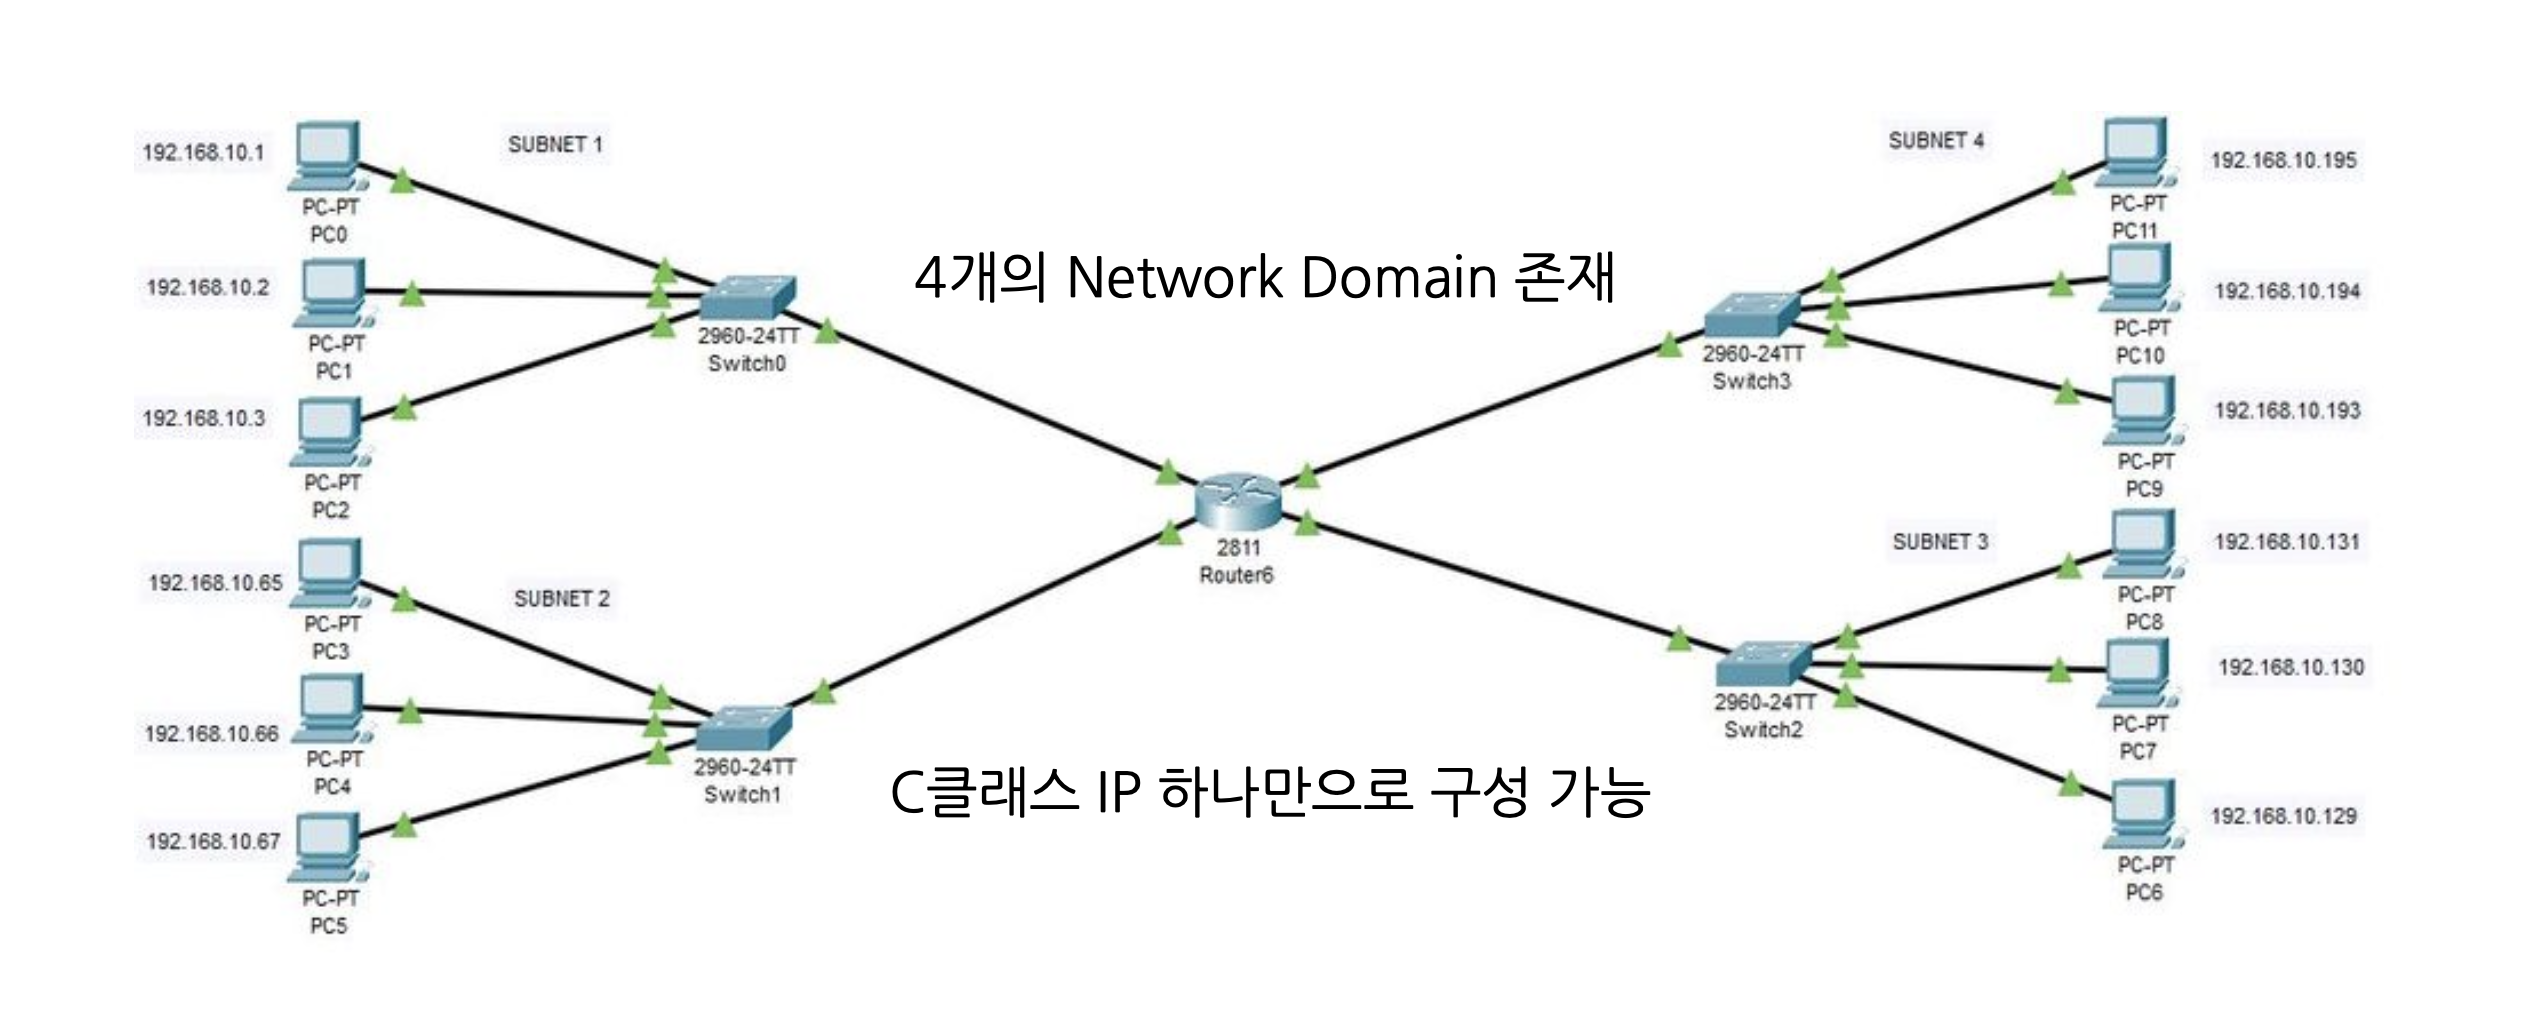 192.168.10.1
PC-PT
PC0
SUBNET 1
192.168.10.2
PC-PT
PC1
192.168.10.3
PC-PT
PC2
2960-24TT
Switch0
192.168.10.65
PC-PT
PC3
SUBNET 2
192.168.10.66
PC-PT
PC4
192.168.10.67
PC-PT
PC5
2960-24TT
Switch1
4개의 Network Domain 존재
2811
Router6
C클래스 IP 하나만으로 구성 가능
SUBNET 4
192.168.10.195
PC-PT
PC11
192.168.10.194
PC-PT
PC10
2960-24TT
Switch3
192.168.10.193
PC-PT
PC9
SUBNET 3
192.168.10.131
PC-PT
PC8
192.168.10.130
PC-PT
PC7
2960-24TT
Switch2
192.168.10.129
PC-PT
PC6